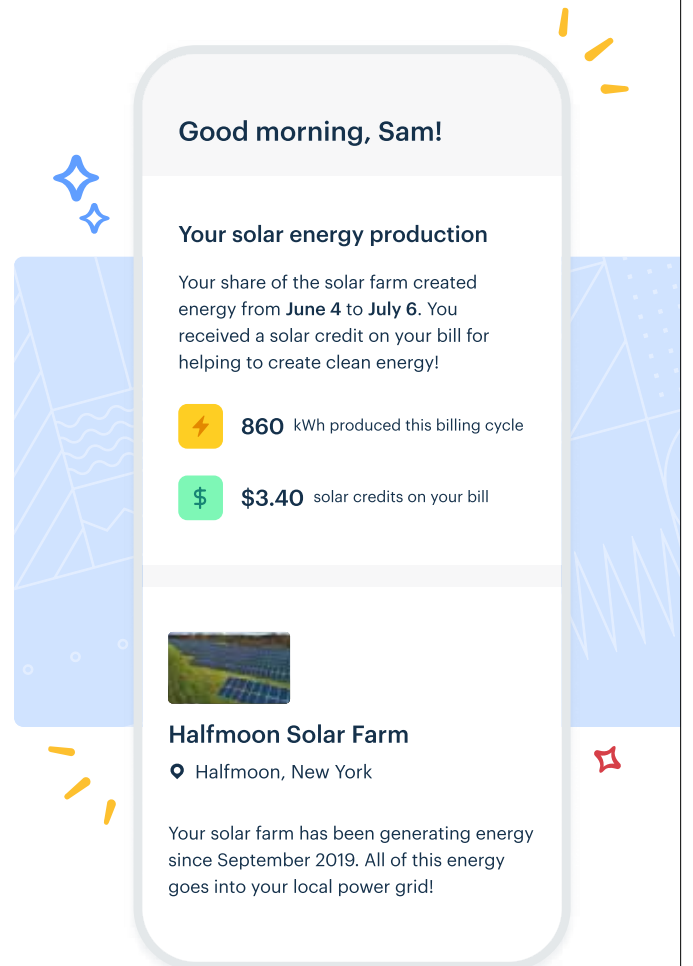 Good morning, Sam!
Your solar energy production
Your share of the solar farm created
energy from June 4 to July 6. You
received a solar credit on your bill for
helping to create clean energy!
860 kWh produced this billing cycle
$
$3.40 solar credits on your bill
Halfmoon Solar Farm
Halfmoon, New York
Your solar farm has been generating energy
since September 2019. All of this energy
goes into your local power grid!